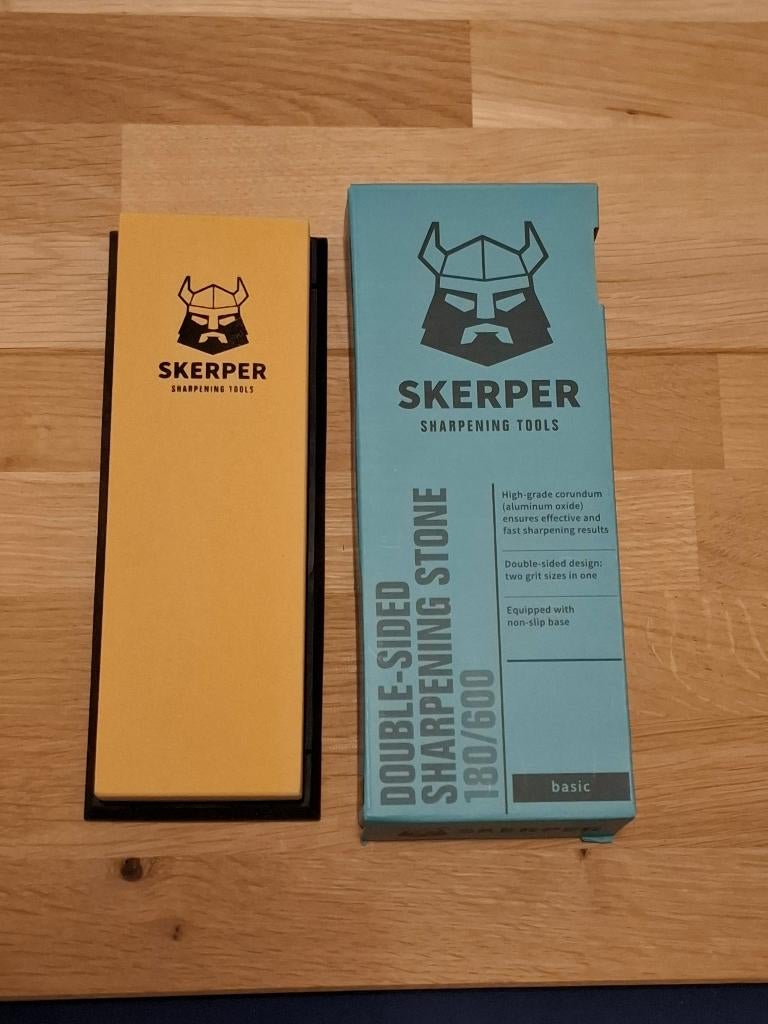 SKERPER
SHARPENING TOOLS
SKERPER
SHARPENING TOOLS
DOUBLE-SIDED
SHARPENING STONE
180/600
High-grade corundum
(aluminum oxide)
ensures effective and
fast sharpening results
Double-sided design:
two grit sizes in one
Equipped with
non-slip base
basic
SKERPER